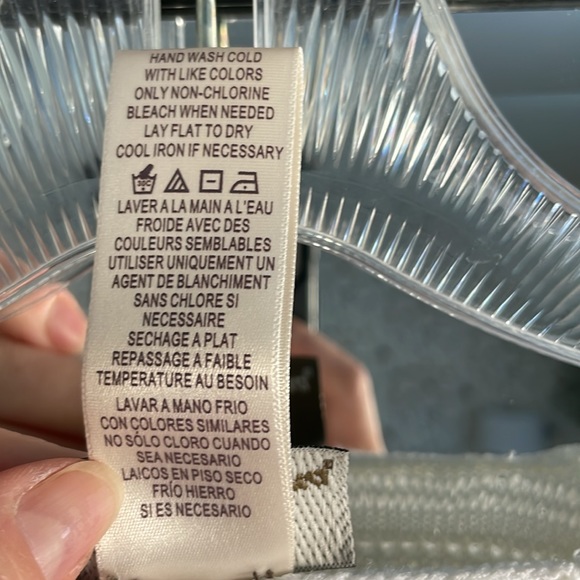 HAND WASH COLD
WITH LIKE COLORS
ONLY NON-CHLORINE
BLEACH WHEN NEEDED
LAY FLAT TO DRY
COOL IRON IF NECESSARY
30C
LAVER A LA MAIN A L'EAU
FROIDE AVEC DES
COULEURS SEMBLABLES
UTILISER UNIQUEMENT UN
AGENT DE BLANCHIMENT
SANS CHLORE SI
NECESSAIRE
SECHAGE A PLAT
REPASSAGE A FAIBLE
TEMPERATURE AU BESOIN
LAVAR A MANO FRIO
CON COLORES SIMILARES
NO SÓLO CLORO CUANDO
SEA NECESARIO
LAICOS EN PISO SECO
FRÍO HIERRO
SI ES NECESARIO